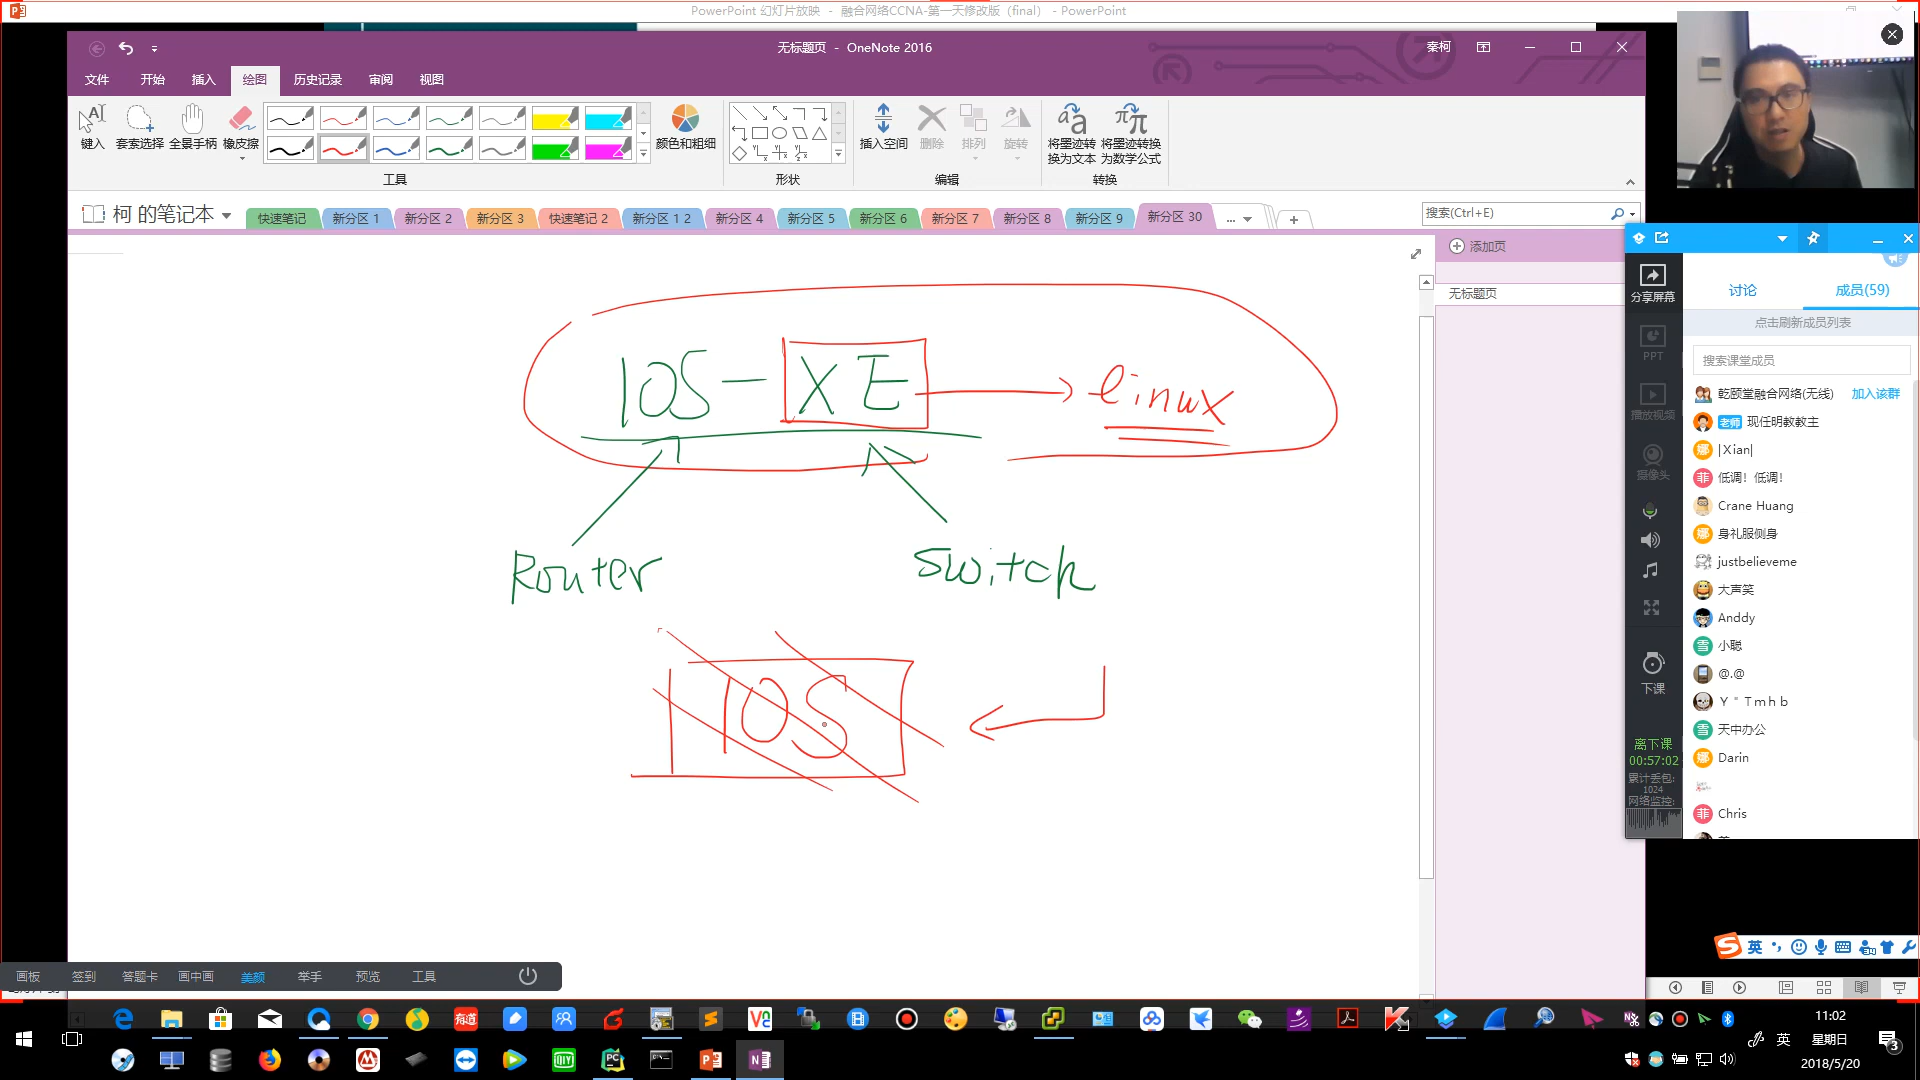 PowerPoint 幻灯片放映 - 融合网络CCNA-第一天修改版（final） - PowerPoint
无标题页 - OneNote 2016
秦柯
文件 开始 插入 绘图 历史记录 审阅 视图
键入 套索选择 全景手柄 橡皮擦
颜色和粗细
插入空间 删除 排列 旋转
将墨迹转换为文本
将墨迹转换为数学公式
工具 形状 编辑 转换
柯 的笔记本
快速笔记 新分区 1 新分区 2 新分区 3 快速笔记 2 新分区 1 2 新分区 4 新分区 5 新分区 6 新分区 7 新分区 8 新分区 9 新分区 30 ...
搜索(Ctrl+E)
添加页
无标题页
IOS-XE
linux
Router
Switch
IOS
分享屏幕
PPT
播放视频
摄像头
下课
离下课
00:57:02
累计丢包:
1024
网络监控:
讨论 成员(59)
点击刷新成员列表
搜索课堂成员
乾颐堂融合网络(无线) 加入该群
老师 现任明教教主
|Xian|
低调！低调！
Crane Huang
身礼服侧身
justbelieveme
大声笑
Anddy
小聪
@.@
Y " T m h b
天中办公
Darin
Chris
画板 签到 答题卡 画中画 美颜 举手 预览 工具
英
11:02
英 星期日
2018/5/20
3